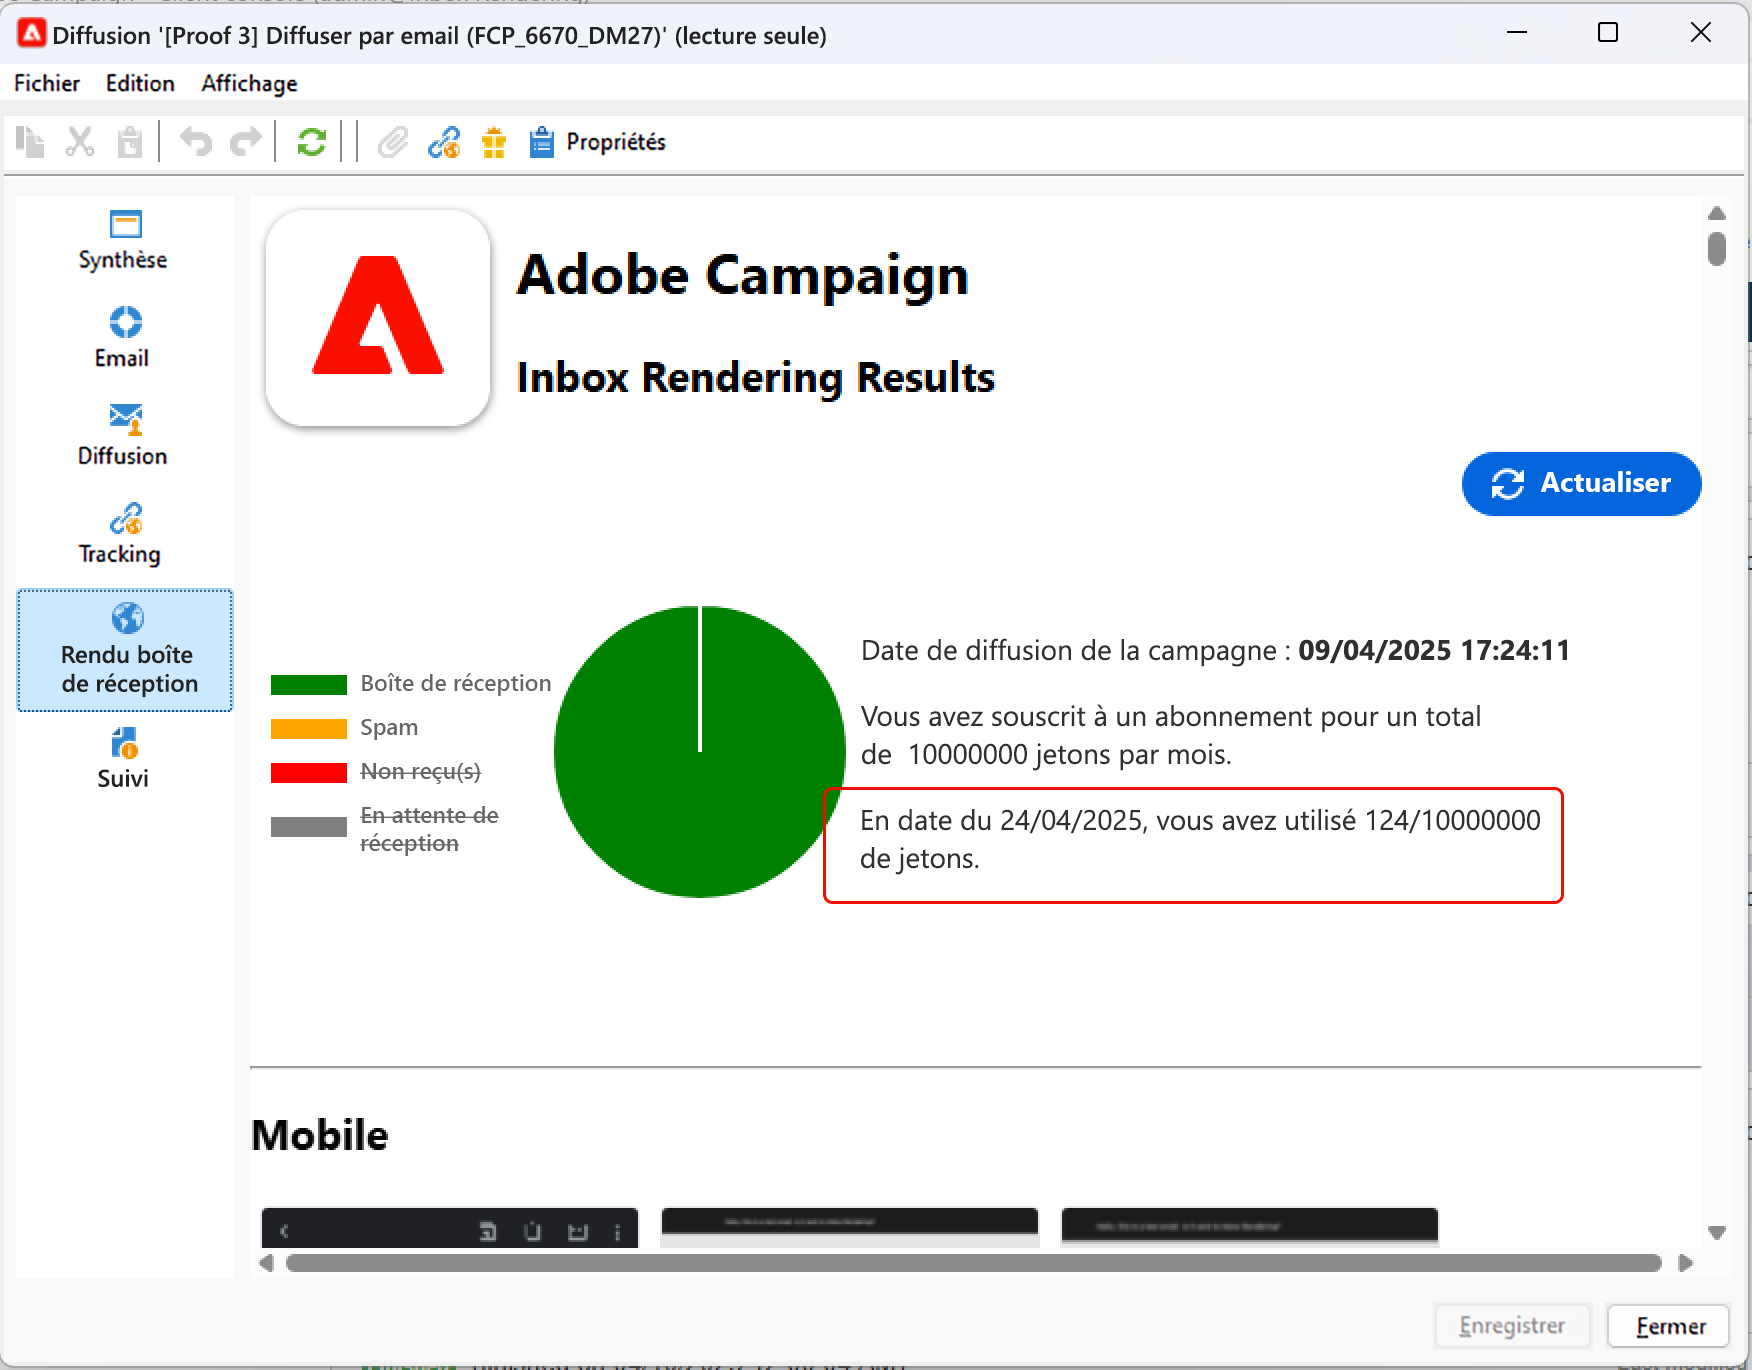 Diffusion '[Proof 3] Diffuser par email (FCP_6670_DM27)' (lecture seule)
Fichier Edition Affichage
Propriétés
Synthèse
Email
Diffusion
Tracking
Rendu boîte
de réception
Suivi
Adobe Campaign
Inbox Rendering Results
Actualiser
Boîte de réception
Spam
Non reçu(s)
En attente de
réception
Date de diffusion de la campagne : 09/04/2025 17:24:11
Vous avez souscrit à un abonnement pour un total
de 10000000 jetons par mois.
En date du 24/04/2025, vous avez utilisé 124/10000000
de jetons.
Mobile
Enregistrer
Fermer